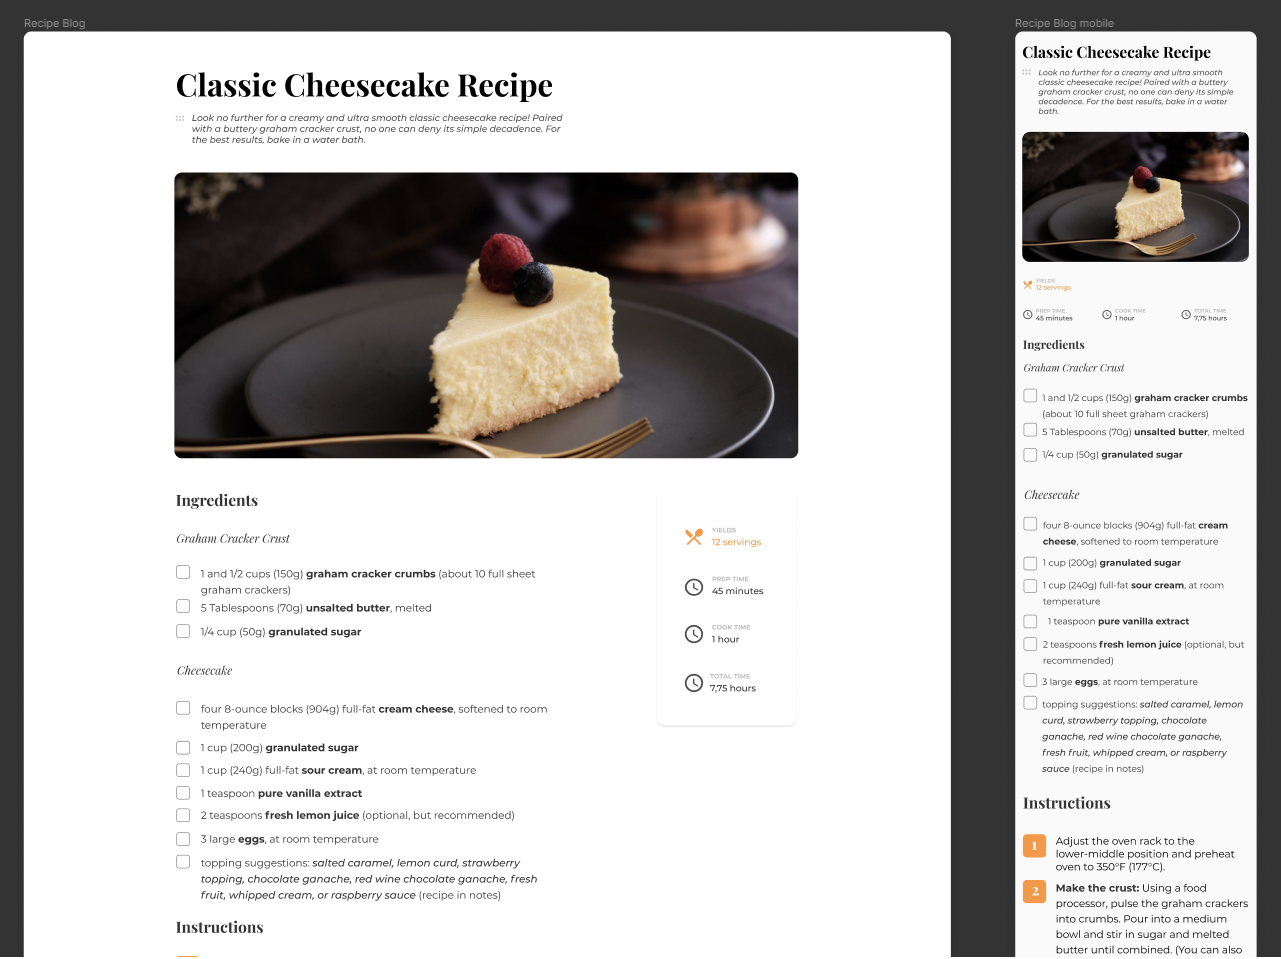 Recipe Blog
Classic Cheesecake Recipe
Look no further for a creamy and ultra smooth classic cheesecake recipe! Paired
with a buttery graham cracker crust, no one can deny its simple decadence. For
the best results, bake in a water bath.
Ingredients
Graham Cracker Crust
1 and 1/2 cups (150g) graham cracker crumbs (about 10 full sheet
graham crackers)
5 Tablespoons (70g) unsalted butter, melted
1/4 cup (50g) granulated sugar
Cheesecake
four 8-ounce blocks (904g) full-fat cream cheese, softened to room
temperature
1 cup (200g) granulated sugar
1 cup (240g) full-fat sour cream, at room temperature
1 teaspoon pure vanilla extract
2 teaspoons fresh lemon juice (optional, but recommended)
3 large eggs, at room temperature
topping suggestions: salted caramel, lemon curd, strawberry
topping, chocolate ganache, red wine chocolate ganache, fresh
fruit, whipped cream, or raspberry sauce (recipe in notes)
Instructions
YIELDS
12 servings
PREP TIME
45 minutes
COOK TIME
1 hour
TOTAL TIME
7,75 hours
Recipe Blog mobile
Classic Cheesecake Recipe
Look no further for a creamy and ultra smooth
classic cheesecake recipe! Paired with a buttery
graham cracker crust, no one can deny its simple
decadence. For the best results, bake in a water
bath.
YIELDS
12 servings
PREP TIME
45 minutes
COOK TIME
1 hour
TOTAL TIME
7,75 hours
Ingredients
Graham Cracker Crust
1 and 1/2 cups (150g) graham cracker crumbs
(about 10 full sheet graham crackers)
5 Tablespoons (70g) unsalted butter, melted
1/4 cup (50g) granulated sugar
Cheesecake
four 8-ounce blocks (904g) full-fat cream
cheese, softened to room temperature
1 cup (200g) granulated sugar
1 cup (240g) full-fat sour cream, at room
temperature
1 teaspoon pure vanilla extract
2 teaspoons fresh lemon juice (optional, but
recommended)
3 large eggs, at room temperature
topping suggestions: salted caramel, lemon
curd, strawberry topping, chocolate
ganache, red wine chocolate ganache,
fresh fruit, whipped cream, or raspberry
sauce (recipe in notes)
Instructions
1 Adjust the oven rack to the
lower-middle position and preheat
oven to 350°F (177°C).
2 Make the crust: Using a food
processor, pulse the graham crackers
into crumbs. Pour into a medium
bowl and stir in sugar and melted
butter until combined. (You can also